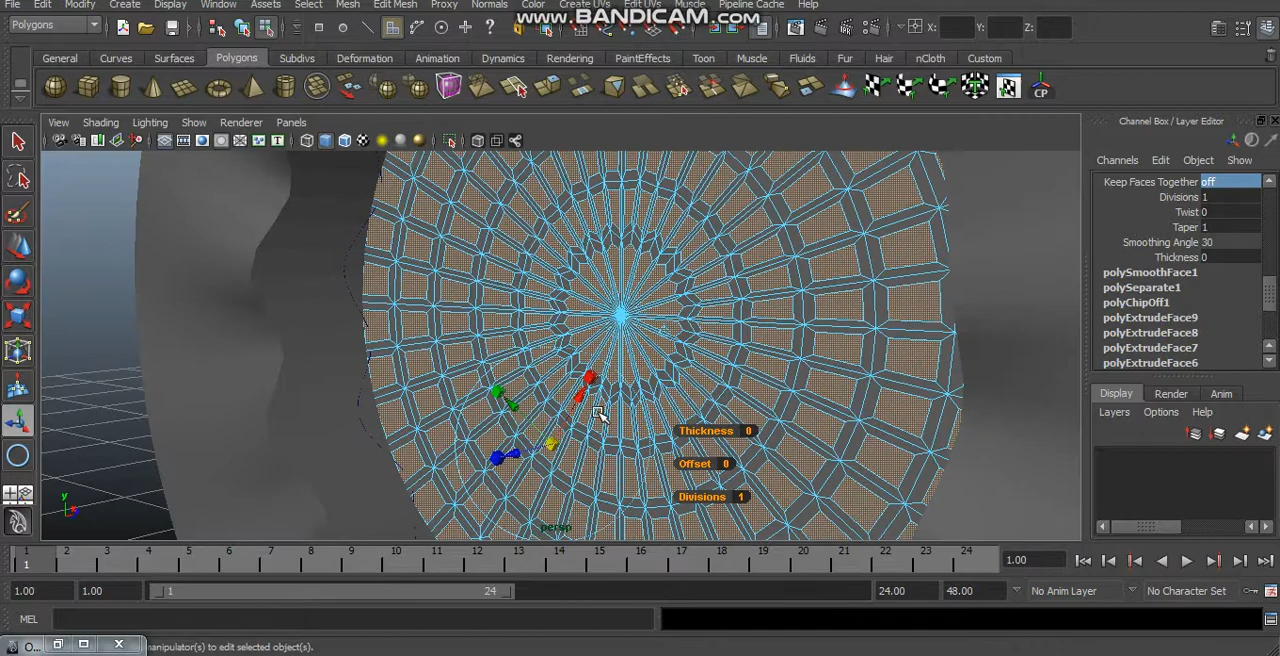 File Edit Modify Create Display Window Assets Select Mesh Edit Mesh Proxy Normals Color Create UVs Edit UVs Muscle Pipeline Cache Help
www.BANDICAM.com
Polygons X: Y: Z:
General Curves Surfaces Polygons Subdivs Deformation Animation Dynamics Rendering PaintEffects Toon Muscle Fluids Fur Hair nCloth Custom
CP
View Shading Lighting Show Renderer Panels
Channel Box / Layer Editor
Channels Edit Object Show
Keep Faces Together off
Divisions 1
Twist 0
Taper 1
Smoothing Angle 30
Thickness 0
polySmoothFace1
polySeparate1
polyChipOff1
polyExtrudeFace9
polyExtrudeFace8
polyExtrudeFace7
polyExtrudeFace6
Display Render Anim
Layers Options Help
Thickness 0
Offset 0
Divisions 1
y
x
persp
1 2 3 4 5 6 7 8 9 10 11 12 13 14 15 16 17 18 19 20 21 22 23 24
1 1.00
1.00 1.00 1 24 24.00 48.00 No Anim Layer No Character Set
MEL
O... manipulator(s) to edit selected object(s).